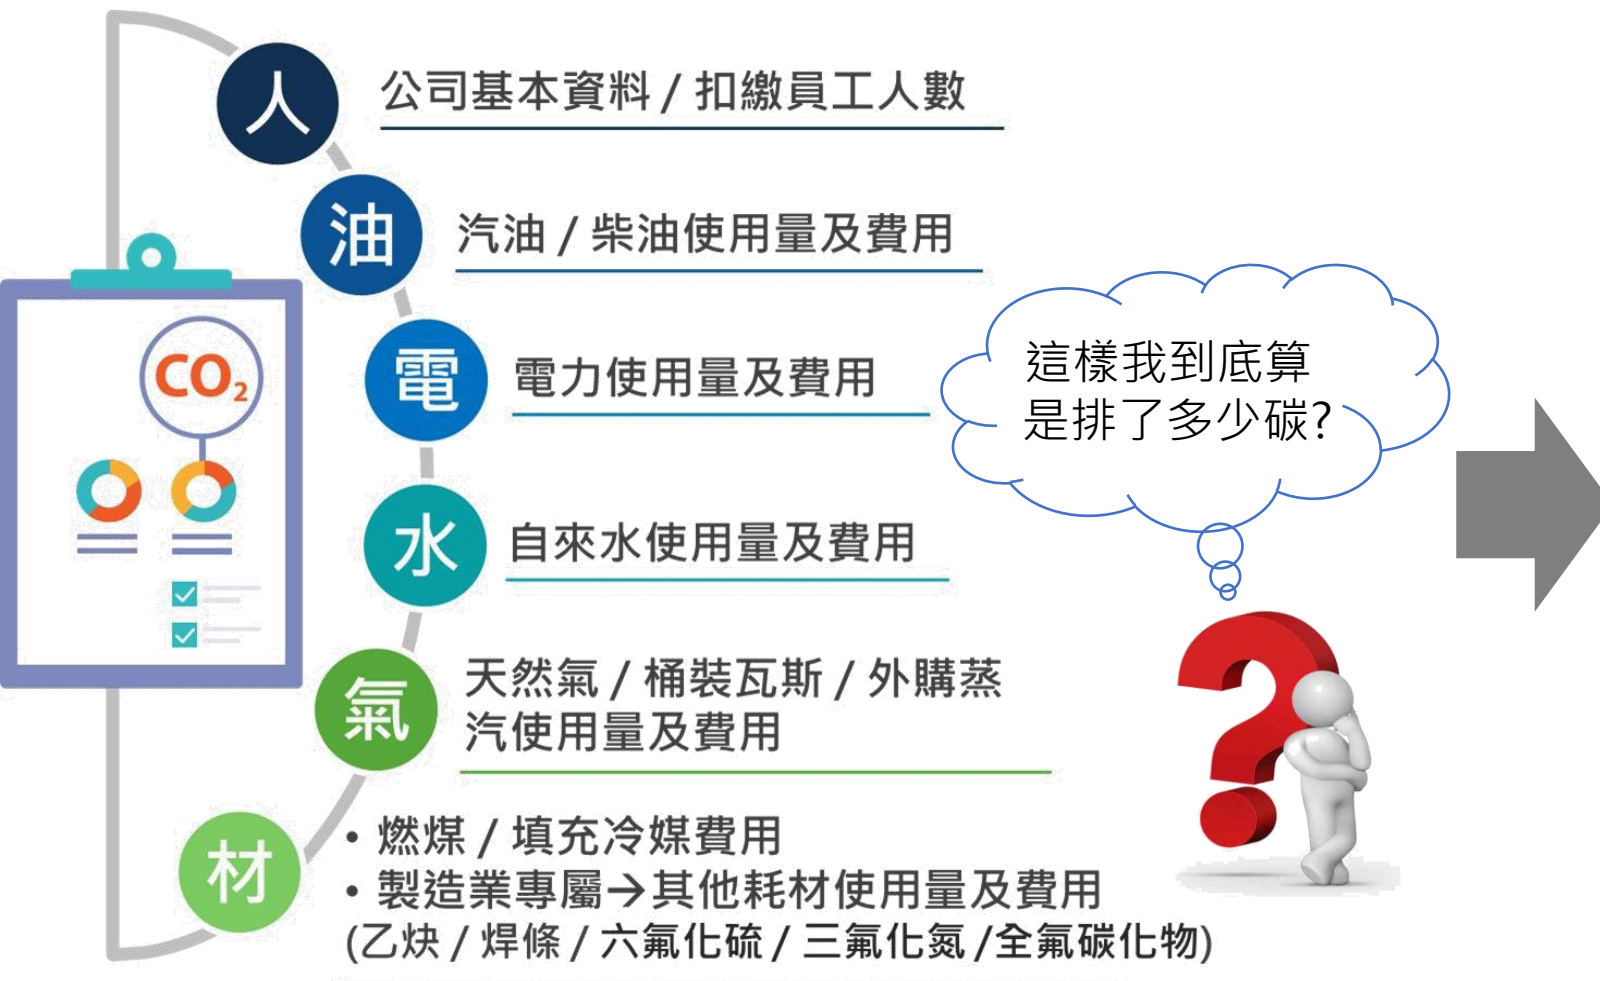 人
公司基本資料 / 扣繳員工人數
油
汽油 / 柴油使用量及費用
電
電力使用量及費用
這樣我到底算
是排了多少碳?
CO₂
水
自來水使用量及費用
氣
天然氣 / 桶裝瓦斯 / 外購蒸
汽使用量及費用
材
• 燃煤 / 填充冷媒費用
• 製造業專屬→其他耗材使用量及費用
(乙炔 / 焊條 / 六氟化硫 / 三氟化氮 /全氟碳化物)